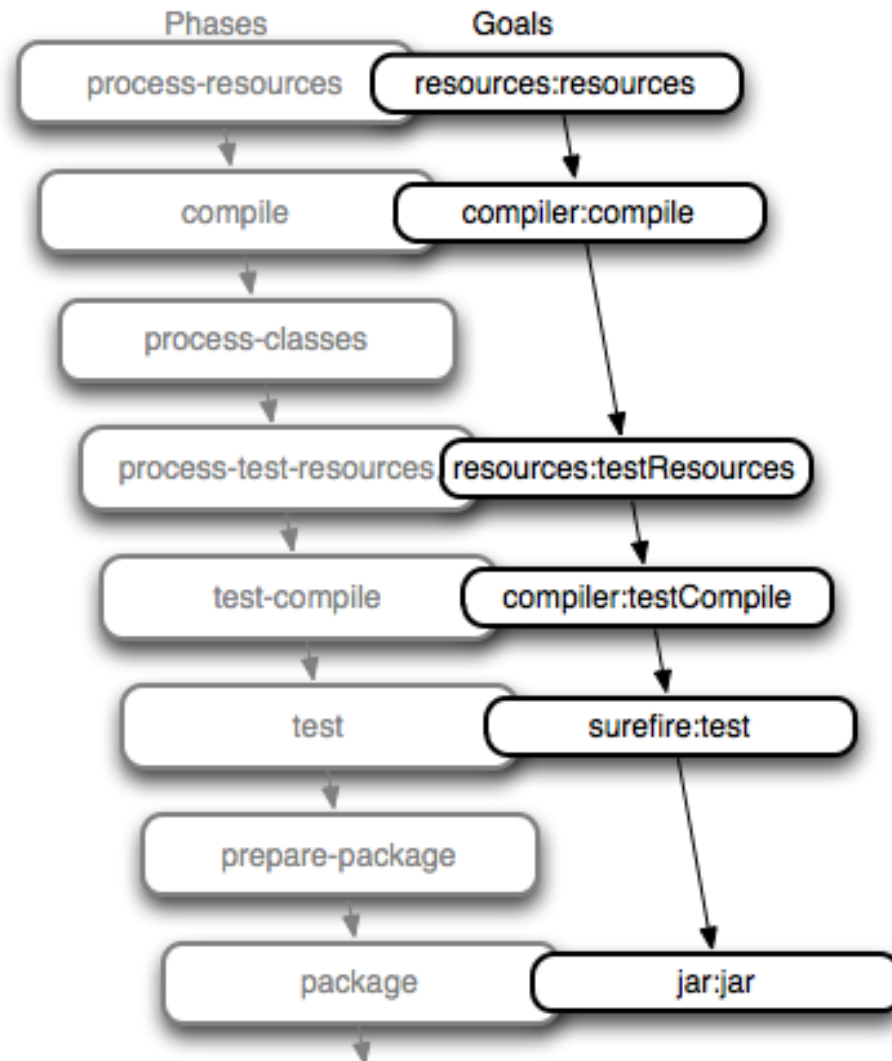 Phases Goals
process-resources resources:resources
compile compiler:compile
process-classes
process-test-resources resources:testResources
test-compile compiler:testCompile
test surefire:test
prepare-package
package jar:jar